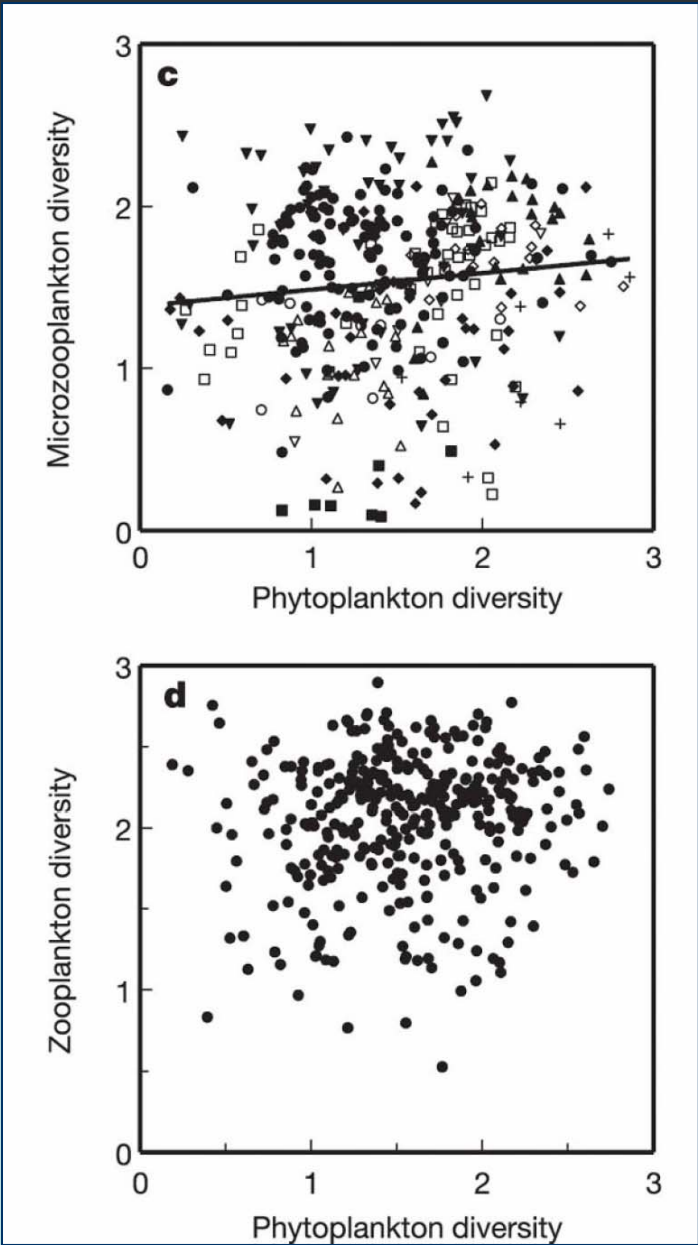 3
c
2
1
0
Microzooplankton diversity
0 1 2 3
Phytoplankton diversity
3
d
2
1
0
Zooplankton diversity
0 1 2 3
Phytoplankton diversity